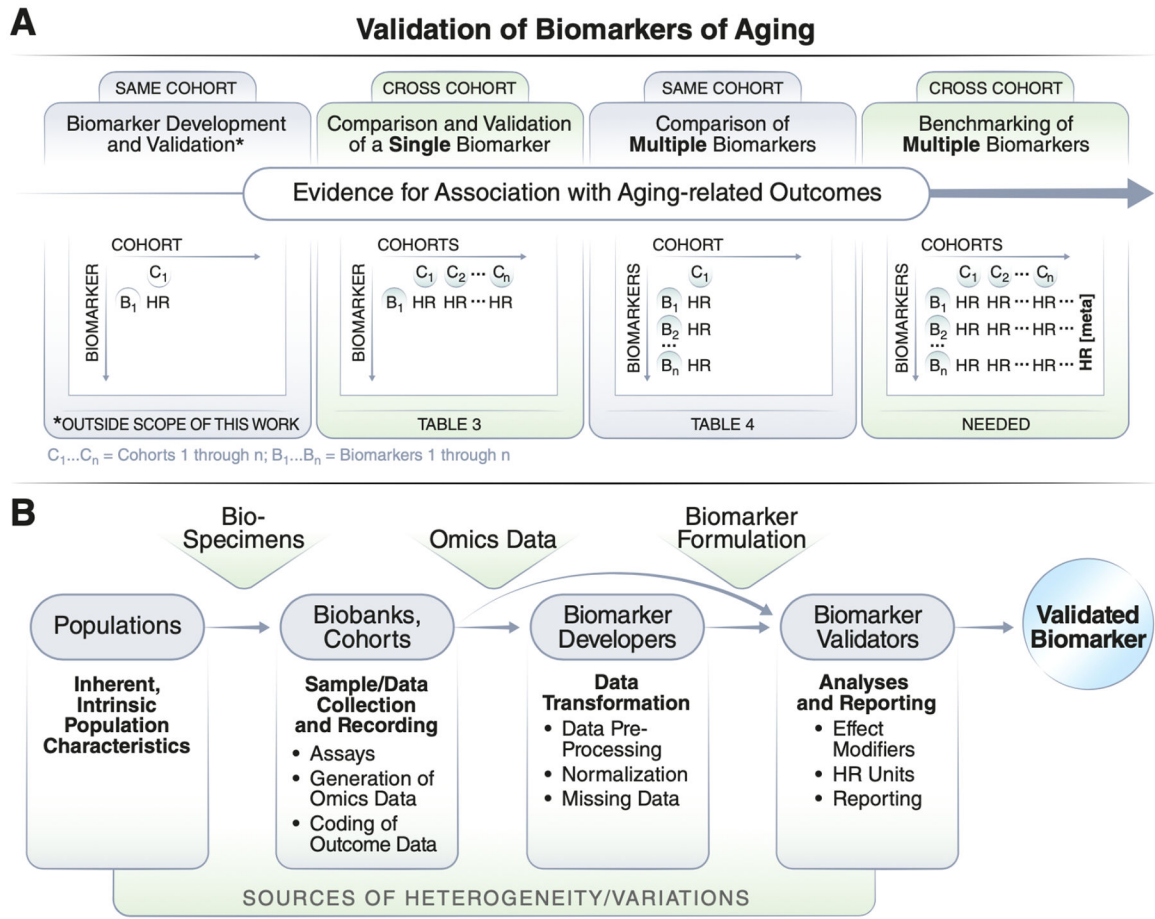 A
Validation of Biomarkers of Aging
SAME COHORT
Biomarker Development
and Validation*
CROSS COHORT
Comparison and Validation
of a Single Biomarker
SAME COHORT
Comparison of
Multiple Biomarkers
CROSS COHORT
Benchmarking of
Multiple Biomarkers
Evidence for Association with Aging-related Outcomes
COHORT
BIOMARKER
C1
B1 HR
*OUTSIDE SCOPE OF THIS WORK
COHORTS
BIOMARKER
C1 C2 ··· Cn
B1 HR HR ··· HR
TABLE 3
COHORT
BIOMARKERS
C1
B1 HR
B2 HR
...
Bn HR
TABLE 4
COHORTS
BIOMARKERS
C1 C2 ··· Cn
B1 HR HR ··· HR ···
B2 HR HR ··· HR ···
...
Bn HR HR ··· HR ···
HR [meta]
NEEDED
C1...Cn = Cohorts 1 through n; B1...Bn = Biomarkers 1 through n
B
Bio-
Specimens
Omics Data
Biomarker
Formulation
Populations
Biobanks,
Cohorts
Biomarker
Developers
Biomarker
Validators
Validated
Biomarker
Inherent,
Intrinsic
Population
Characteristics
Sample/Data
Collection
and Recording
• Assays
• Generation of
Omics Data
• Coding of
Outcome Data
Data
Transformation
• Data Pre-
Processing
• Normalization
• Missing Data
Analyses
and Reporting
• Effect
Modifiers
• HR Units
• Reporting
SOURCES OF HETEROGENEITY/VARIATIONS